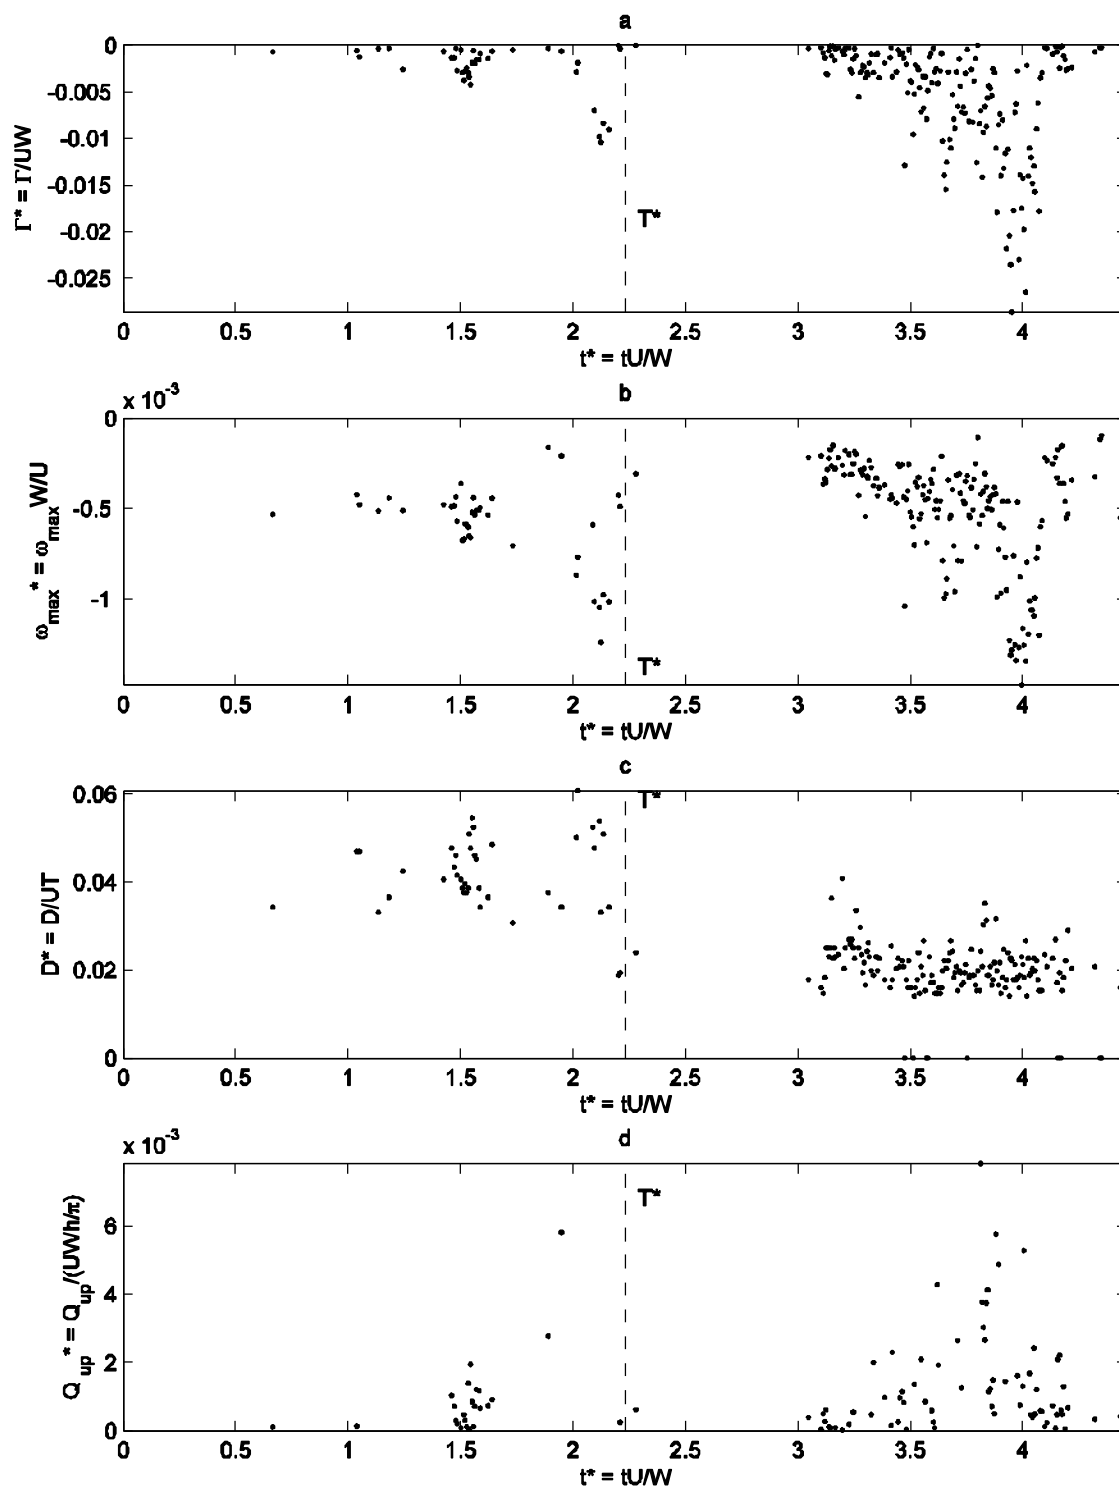 a
0
-0.005
-0.01
-0.015
-0.02
-0.025
Γ* = Γ/UW
T*
0 0.5 1 1.5 2 2.5 3 3.5 4
t* = tU/W
x 10^-3
b
0
-0.5
-1
ω_max* = ω_max W/U
T*
0 0.5 1 1.5 2 2.5 3 3.5 4
t* = tU/W
c
0.06
0.04
0.02
0
D* = D/UT
T*
0 0.5 1 1.5 2 2.5 3 3.5 4
t* = tU/W
x 10^-3
d
6
4
2
0
Q_up* = Q_up/(UWh/π)
T*
0 0.5 1 1.5 2 2.5 3 3.5 4
t* = tU/W